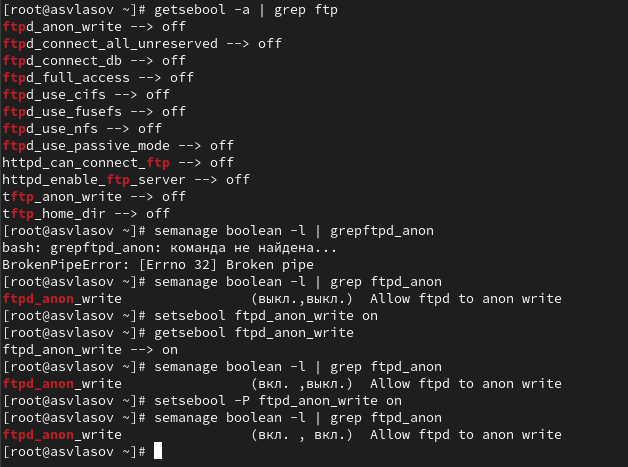 [root@asvlasov ~]# getsebool -a | grep ftp
ftpd_anon_write --> off
ftpd_connect_all_unreserved --> off
ftpd_connect_db --> off
ftpd_full_access --> off
ftpd_use_cifs --> off
ftpd_use_fusefs --> off
ftpd_use_nfs --> off
ftpd_use_passive_mode --> off
httpd_can_connect_ftp --> off
httpd_enable_ftp_server --> off
tftp_anon_write --> off
tftp_home_dir --> off
[root@asvlasov ~]# semanage boolean -l | grepftpd_anon
bash: grepftpd_anon: команда не найдена...
BrokenPipeError: [Errno 32] Broken pipe
[root@asvlasov ~]# semanage boolean -l | grep ftpd_anon
ftpd_anon_write                (выкл.,выкл.)  Allow ftpd to anon write
[root@asvlasov ~]# setsebool ftpd_anon_write on
[root@asvlasov ~]# getsebool ftpd_anon_write
ftpd_anon_write --> on
[root@asvlasov ~]# semanage boolean -l | grep ftpd_anon
ftpd_anon_write                (вкл. ,выкл.)  Allow ftpd to anon write
[root@asvlasov ~]# setsebool -P ftpd_anon_write on
[root@asvlasov ~]# semanage boolean -l | grep ftpd_anon
ftpd_anon_write                (вкл. , вкл.)  Allow ftpd to anon write
[root@asvlasov ~]#